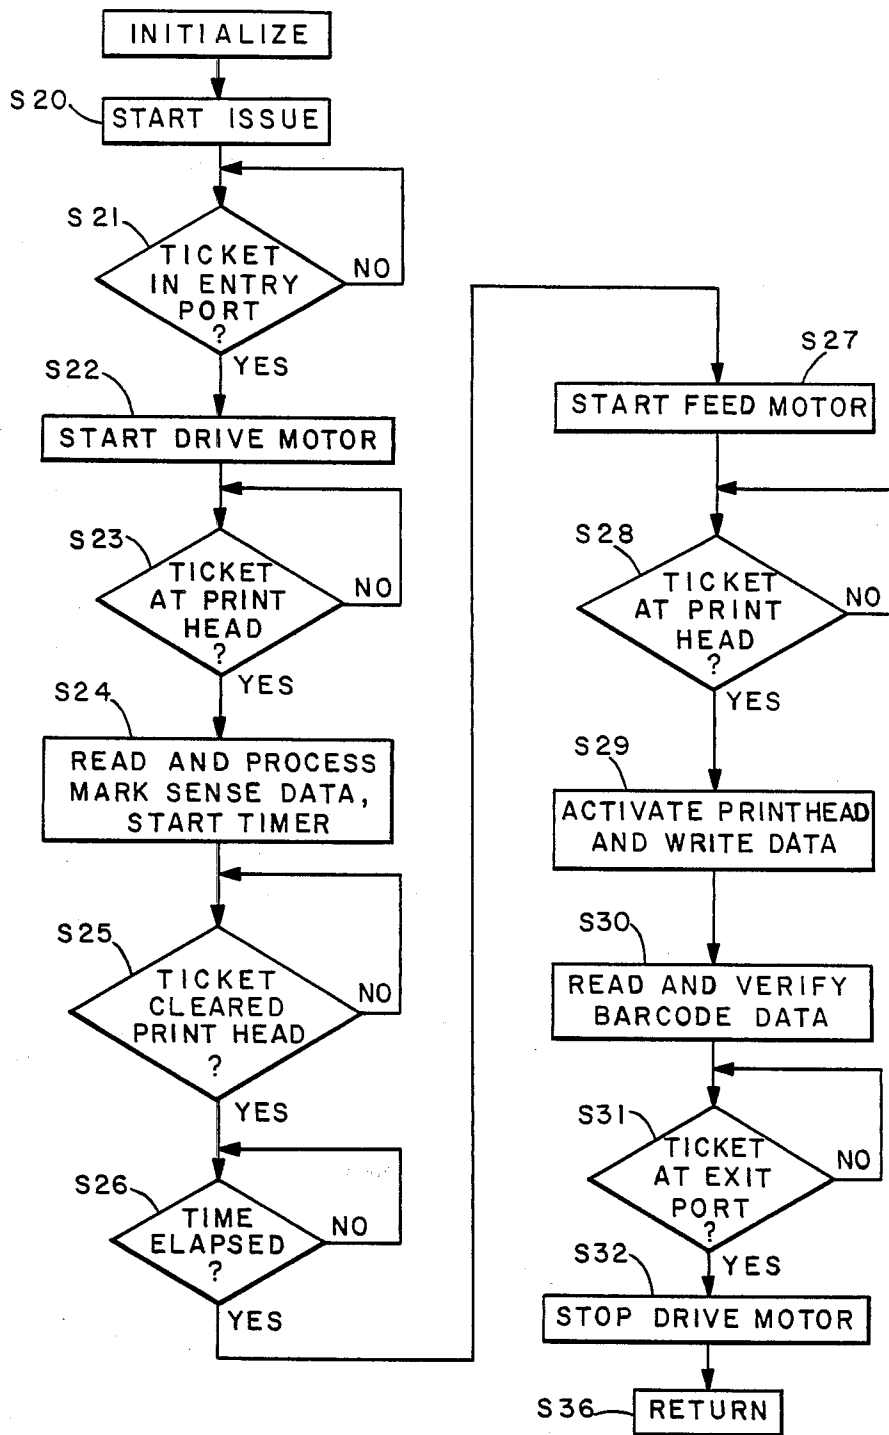 INITIALIZE
S20
START ISSUE
S21
TICKET
IN ENTRY
PORT
?
NO
YES
S22
START DRIVE MOTOR
S23
TICKET
AT PRINT
HEAD
?
NO
YES
S24
READ AND PROCESS
MARK SENSE DATA,
START TIMER
S25
TICKET
CLEARED
PRINT HEAD
?
NO
YES
S26
TIME
ELAPSED
?
NO
YES
S27
START FEED MOTOR
S28
TICKET
AT PRINT
HEAD
?
NO
YES
S29
ACTIVATE PRINTHEAD
AND WRITE DATA
S30
READ AND VERIFY
BARCODE DATA
S31
TICKET
AT EXIT
PORT
?
NO
YES
S32
STOP DRIVE MOTOR
S36
RETURN